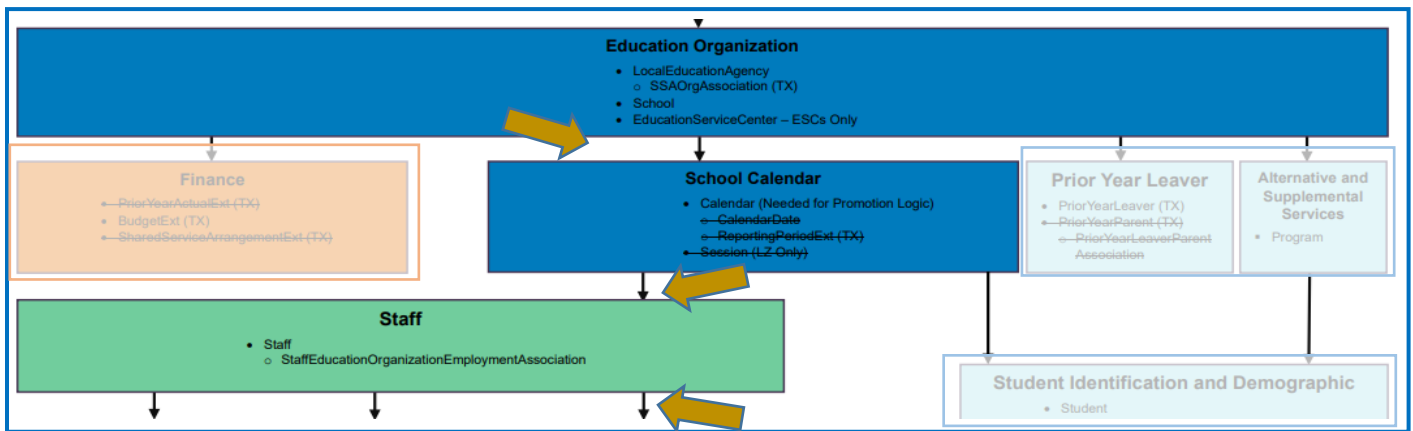 Education Organization
• LocalEducationAgency
o SSAOrgAssociation (TX)
• School
• EducationServiceCenter – ESCs Only
Finance
• PriorYearActualExt (TX)
• BudgetExt (TX)
• SharedServiceArrangementExt (TX)
School Calendar
• Calendar (Needed for Promotion Logic)
o CalendarDate
o ReportingPeriodExt (TX)
• Session (LZ Only)
Prior Year Leaver
• PriorYearLeaver (TX)
• PriorYearParent (TX)
o PriorYearLeaverParent
Association
Alternative and
Supplemental
Services
• Program
Staff
• Staff
o StaffEducationOrganizationEmploymentAssociation
Student Identification and Demographic
• Student